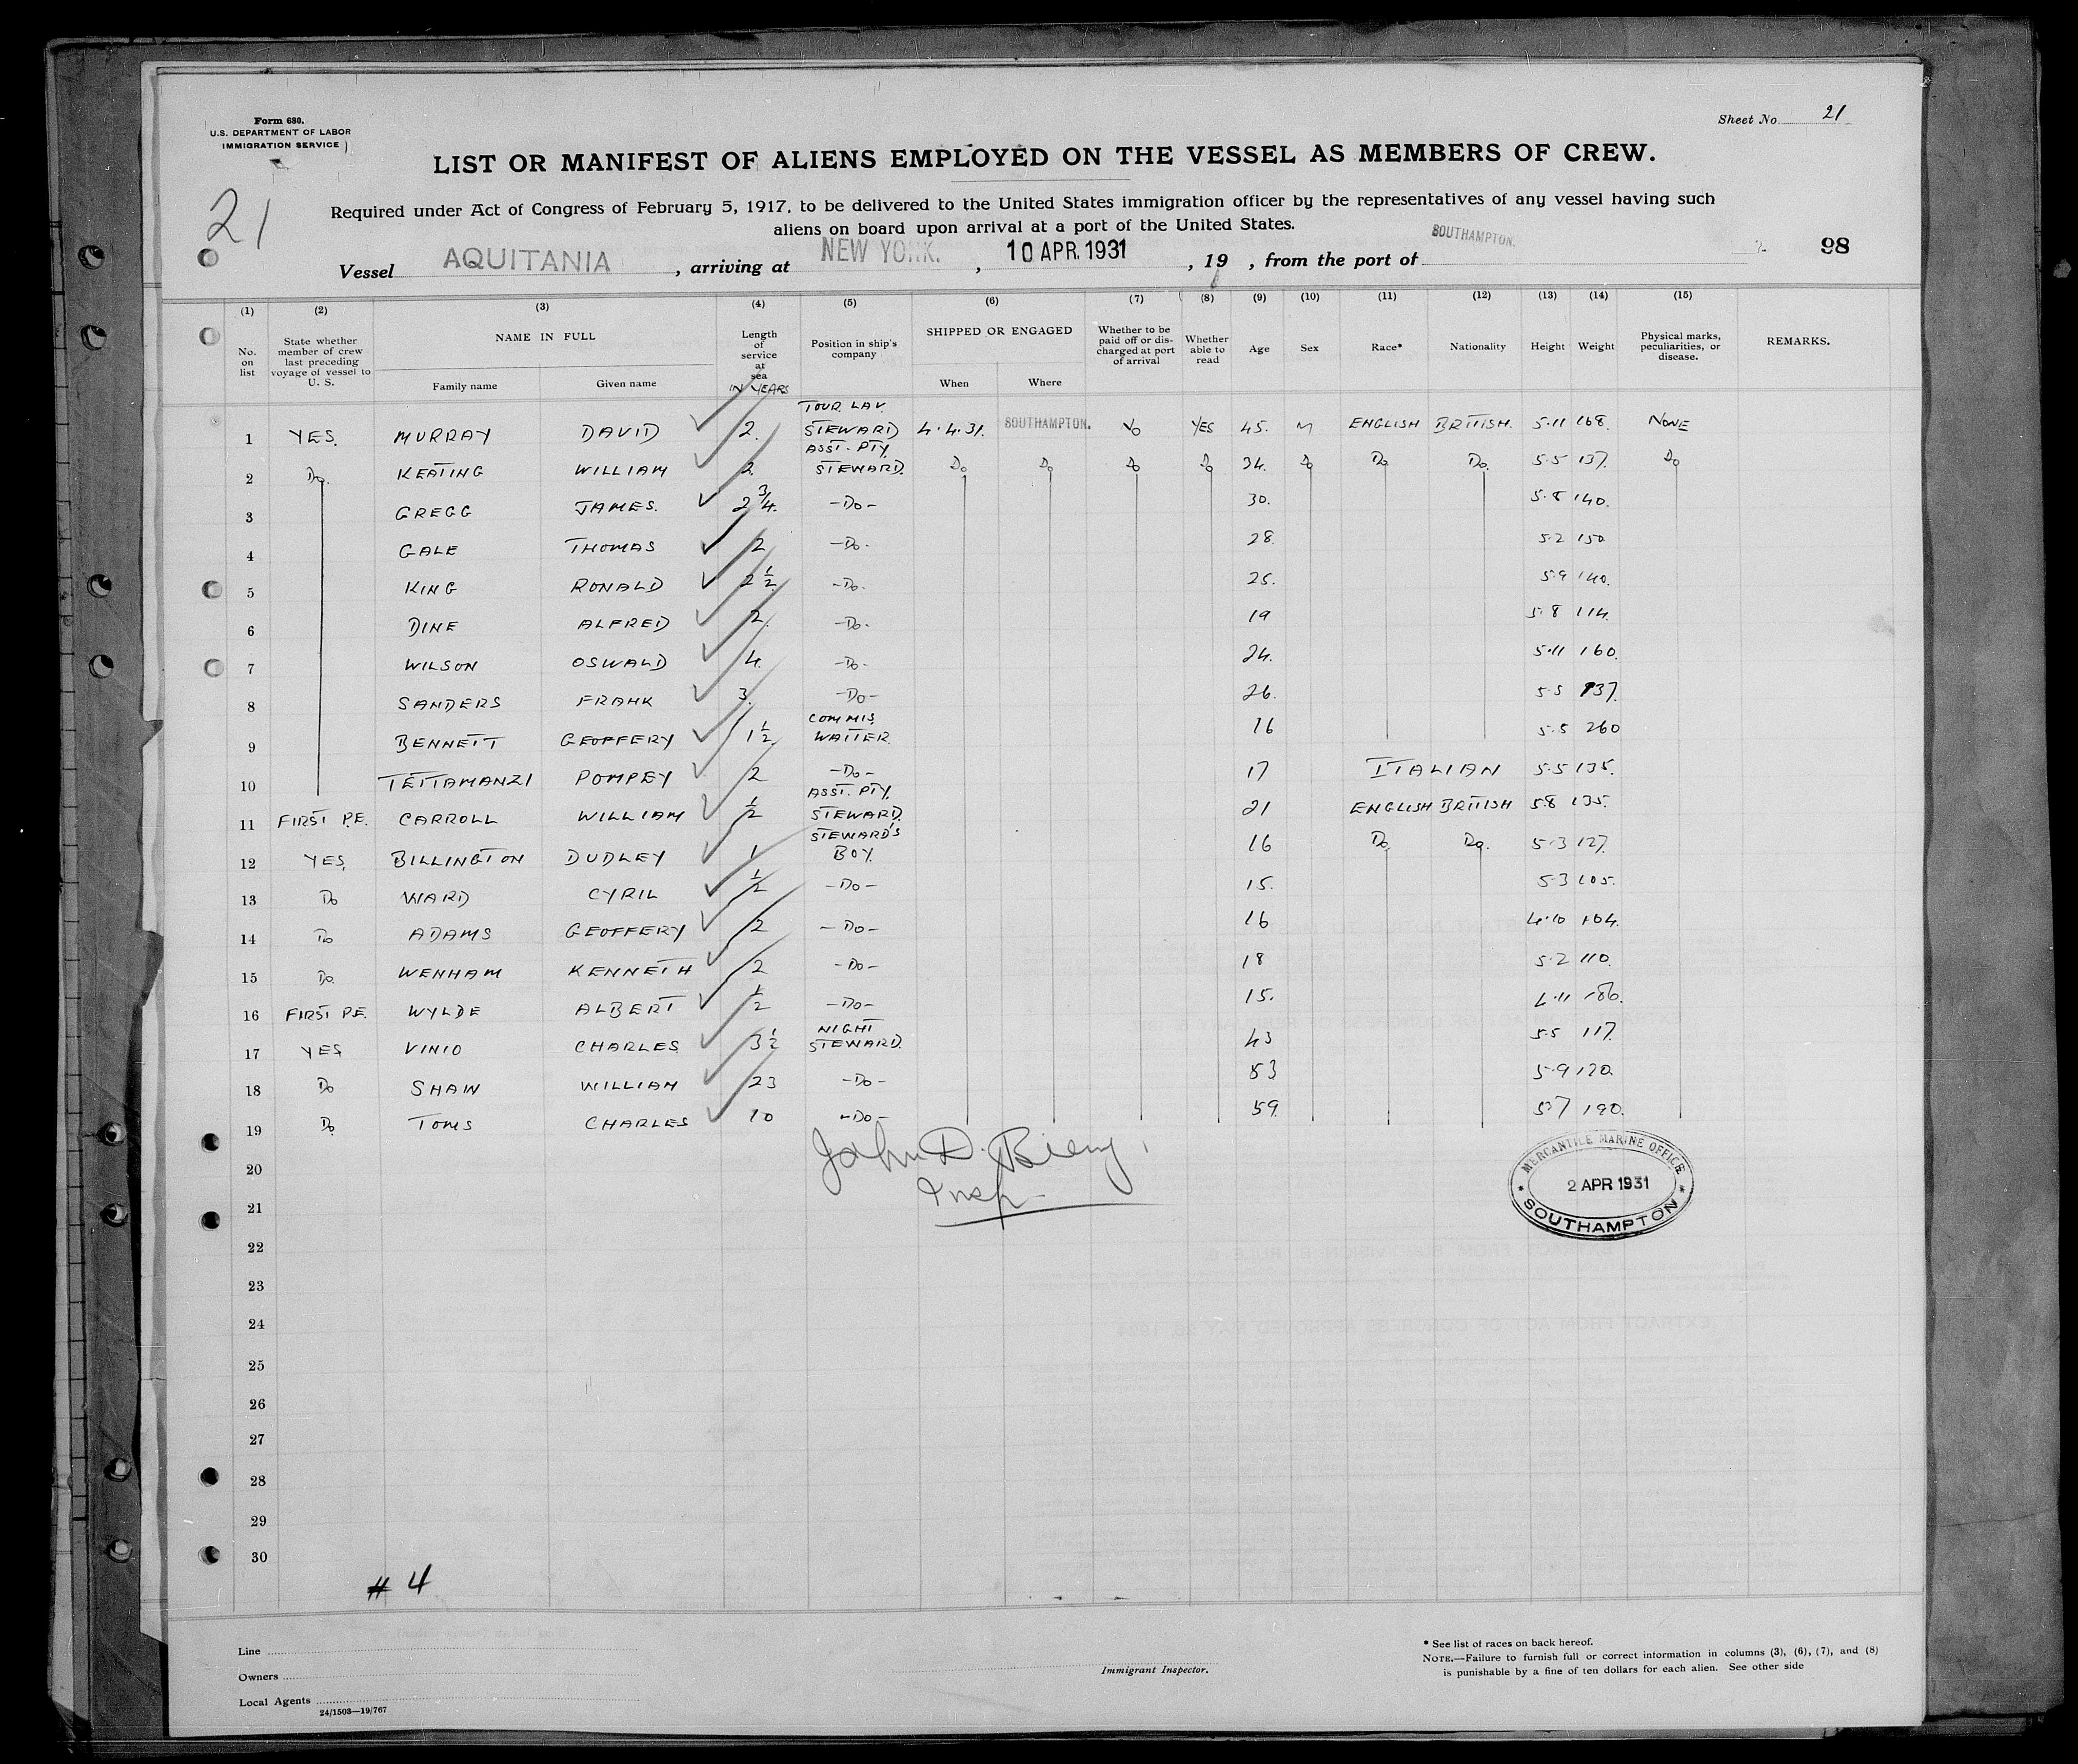 Form 680.
U.S. DEPARTMENT OF LABOR
IMMIGRATION SERVICE
Sheet No. 21
LIST OR MANIFEST OF ALIENS EMPLOYED ON THE VESSEL AS MEMBERS OF CREW.
21
Required under Act of Congress of February 5, 1917, to be delivered to the United States immigration officer by the representatives of any vessel having such
aliens on board upon arrival at a port of the United States.
Vessel AQUITANIA, arriving at NEW YORK, 10 APR. 1931, 19 , from the port of SOUTHAMPTON. 98
(1) (2) (3) (4) (5) (6) (7) (8) (9) (10) (11) (12) (13) (14) (15)
No. on list State whether member of crew last preceding voyage of vessel to U. S. NAME IN FULL Family name Given name Length of service at sea IN YEARS Position in ship's company SHIPPED OR ENGAGED When Where Whether to be paid off or discharged at port of arrival Whether able to read Age Sex Race* Nationality Height Weight Physical marks, peculiarities, or disease. REMARKS.
1 YES. MURRAY DAVID 2. TOUR. LAV. STEWARD 4.4.31. SOUTHAMPTON. No YES 45. M ENGLISH BRITISH. 5.11 168. NONE
2 Do. KEATING WILLIAM 2. ASST. PTY. STEWARD. Do Do Do Do 34. Do Do Do. 5.5 137. Do
3 GREGG JAMES. 2 3/4. -Do- 30. 5.8 140.
4 GALE THOMAS 2 -Do- 28. 5.2 150
5 KING RONALD 2 1/2 -Do- 25. 5.9 140.
6 DINE ALFRED 2. -Do- 19 5.8 114.
7 WILSON OSWALD 4. -Do- 24. 5.11 160.
8 SANDERS FRANK 3. -Do- 26. 5.5 137.
9 BENNETT GEOFFERY 1 1/2 COMMIS. WAITER. 16 5.5 260
10 TETTAMANZI POMPEY 2 -Do- 17 ITALIAN 5.5 135.
11 FIRST P.E. CARROLL WILLIAM 1/2 ASST. PTY. STEWARD. 21 ENGLISH BRITISH 5.8 135.
12 YES. BILLINGTON DUDLEY 1 STEWARD'S BOY. 16 Do. Do. 5.3 127.
13 Do WARD CYRIL 1/2 -Do- 15. 5.3 105.
14 Do ADAMS GEOFFERY 2 -Do- 16 4.10 104.
15 Do. WENHAM KENNETH 2 -Do- 18 5.2 110.
16 FIRST P.E. WYLDE ALBERT 1/2 -Do- 15. 4.11
17 YES VINIO CHARLES 3 1/2 NIGHT STEWARD. 43 5.5 117.
18 Do SHAW WILLIAM 23 -Do- 53 5.9 120.
19 Do TOMS CHARLES 10 -Do- 59. 5.7 190.
John D.
Insp
MERCANTILE MARINE OFFICE
2 APR 1931
SOUTHAMPTON
20
21
22
23
24
25
26
27
28
29
30
# 4
Line
Owners
Local Agents
24/1503—19/767
Immigrant Inspector.
* See list of races on back hereof.
NOTE.—Failure to furnish full or correct information in columns (3), (6), (7), and (8)
is punishable by a fine of ten dollars for each alien. See other side